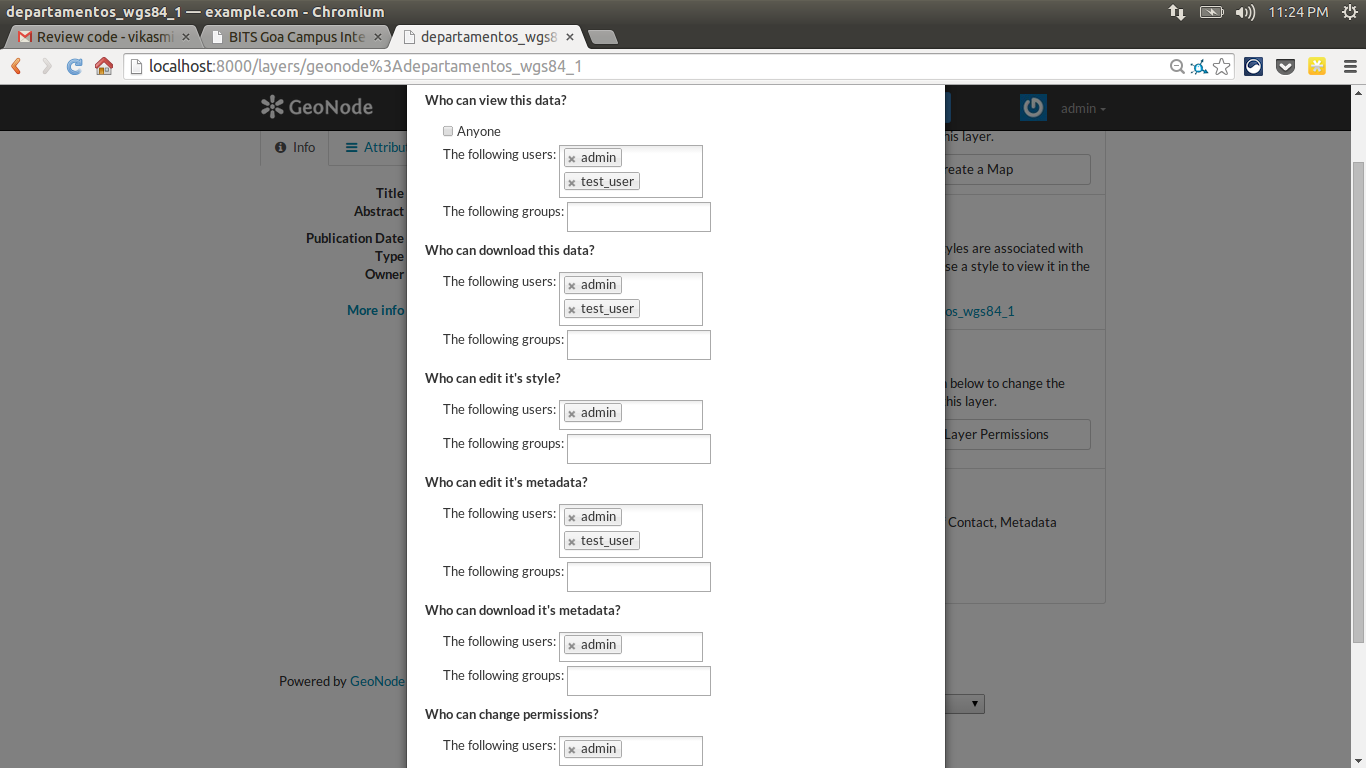 departamentos_wgs84_1 — example.com - Chromium
11:24 PM
Review code - vikasmi
BITS Goa Campus Inte
departamentos_wgs8
localhost:8000/layers/geonode%3Adepartamentos_wgs84_1
GeoNode
admin
Info
Attribu
Title
Abstract
Publication Date
Type
Owner
More info
Powered by GeoNode
Who can view this data?
Anyone
The following users:
admin
test_user
The following groups:
Who can download this data?
The following users:
admin
test_user
The following groups:
Who can edit it's style?
The following users:
admin
The following groups:
Who can edit it's metadata?
The following users:
admin
test_user
The following groups:
Who can download it's metadata?
The following users:
admin
The following groups:
Who can change permissions?
The following users:
admin
his layer.
reate a Map
yles are associated with
se a style to view it in the
os_wgs84_1
below to change the
his layer.
Layer Permissions
Contact, Metadata